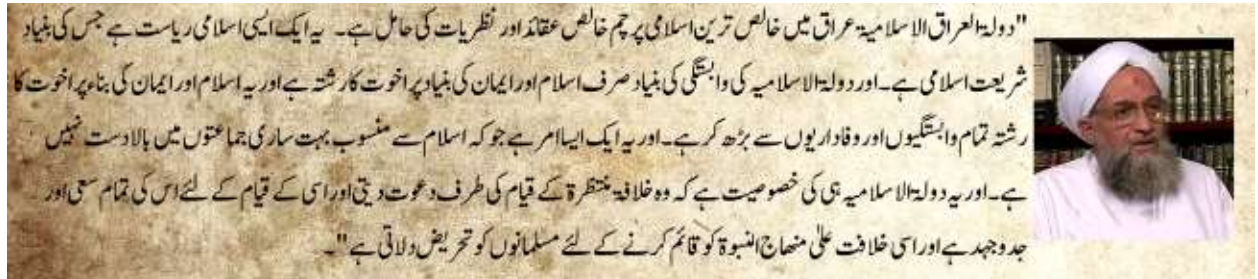 "دولۃ العراق الاسلامیۃ عراق میں خالص ترین اسلامی پرچم خالص عقائد اور نظریات کی حامل ہے۔ یہ ایک ایسی اسلامی ریاست ہے جس کی بنیاد
شریعت اسلامی ہے۔ اور دولۃ الاسلامیہ کی وابستگی کی بنیاد صرف اسلام اور ایمان کی بنیاد پر اخوت کا رشتہ ہے اور یہ اسلام اور ایمان کی بناء پر اخوت کا
رشتہ تمام وابستگیوں اور وفاداریوں سے بڑھ کر ہے۔ اور یہ ایک ایسا امر ہے جو کہ اسلام سے منسوب بہت ساری جماعتوں میں بالادست نہیں
ہے۔ اور یہ دولۃ الاسلامیہ ہی کی خصوصیت ہے کہ وہ خلافۃ منتظرۃ کے قیام کی طرف دعوت دیتی اور اسی کے قیام کے لئے اس کی تمام سعی اور
جدوجہد ہے اور اسی خلافت علیٰ منھاج النبوۃ کو قائم کرنے کے لئے مسلمانوں کو تحریض دلاتی ہے"۔